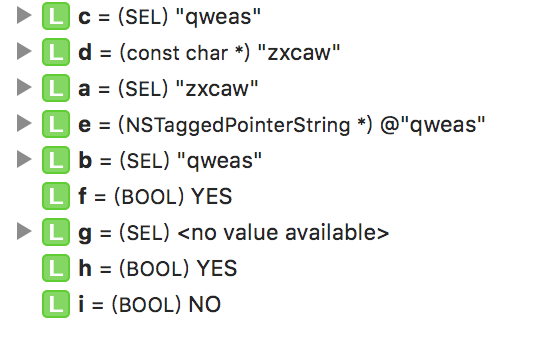 L c = (SEL) "qweas"
L d = (const char *) "zxcaw"
L a = (SEL) "zxcaw"
L e = (NSTaggedPointerString *) @"qweas"
L b = (SEL) "qweas"
L f = (BOOL) YES
L g = (SEL) <no value available>
L h = (BOOL) YES
L i = (BOOL) NO